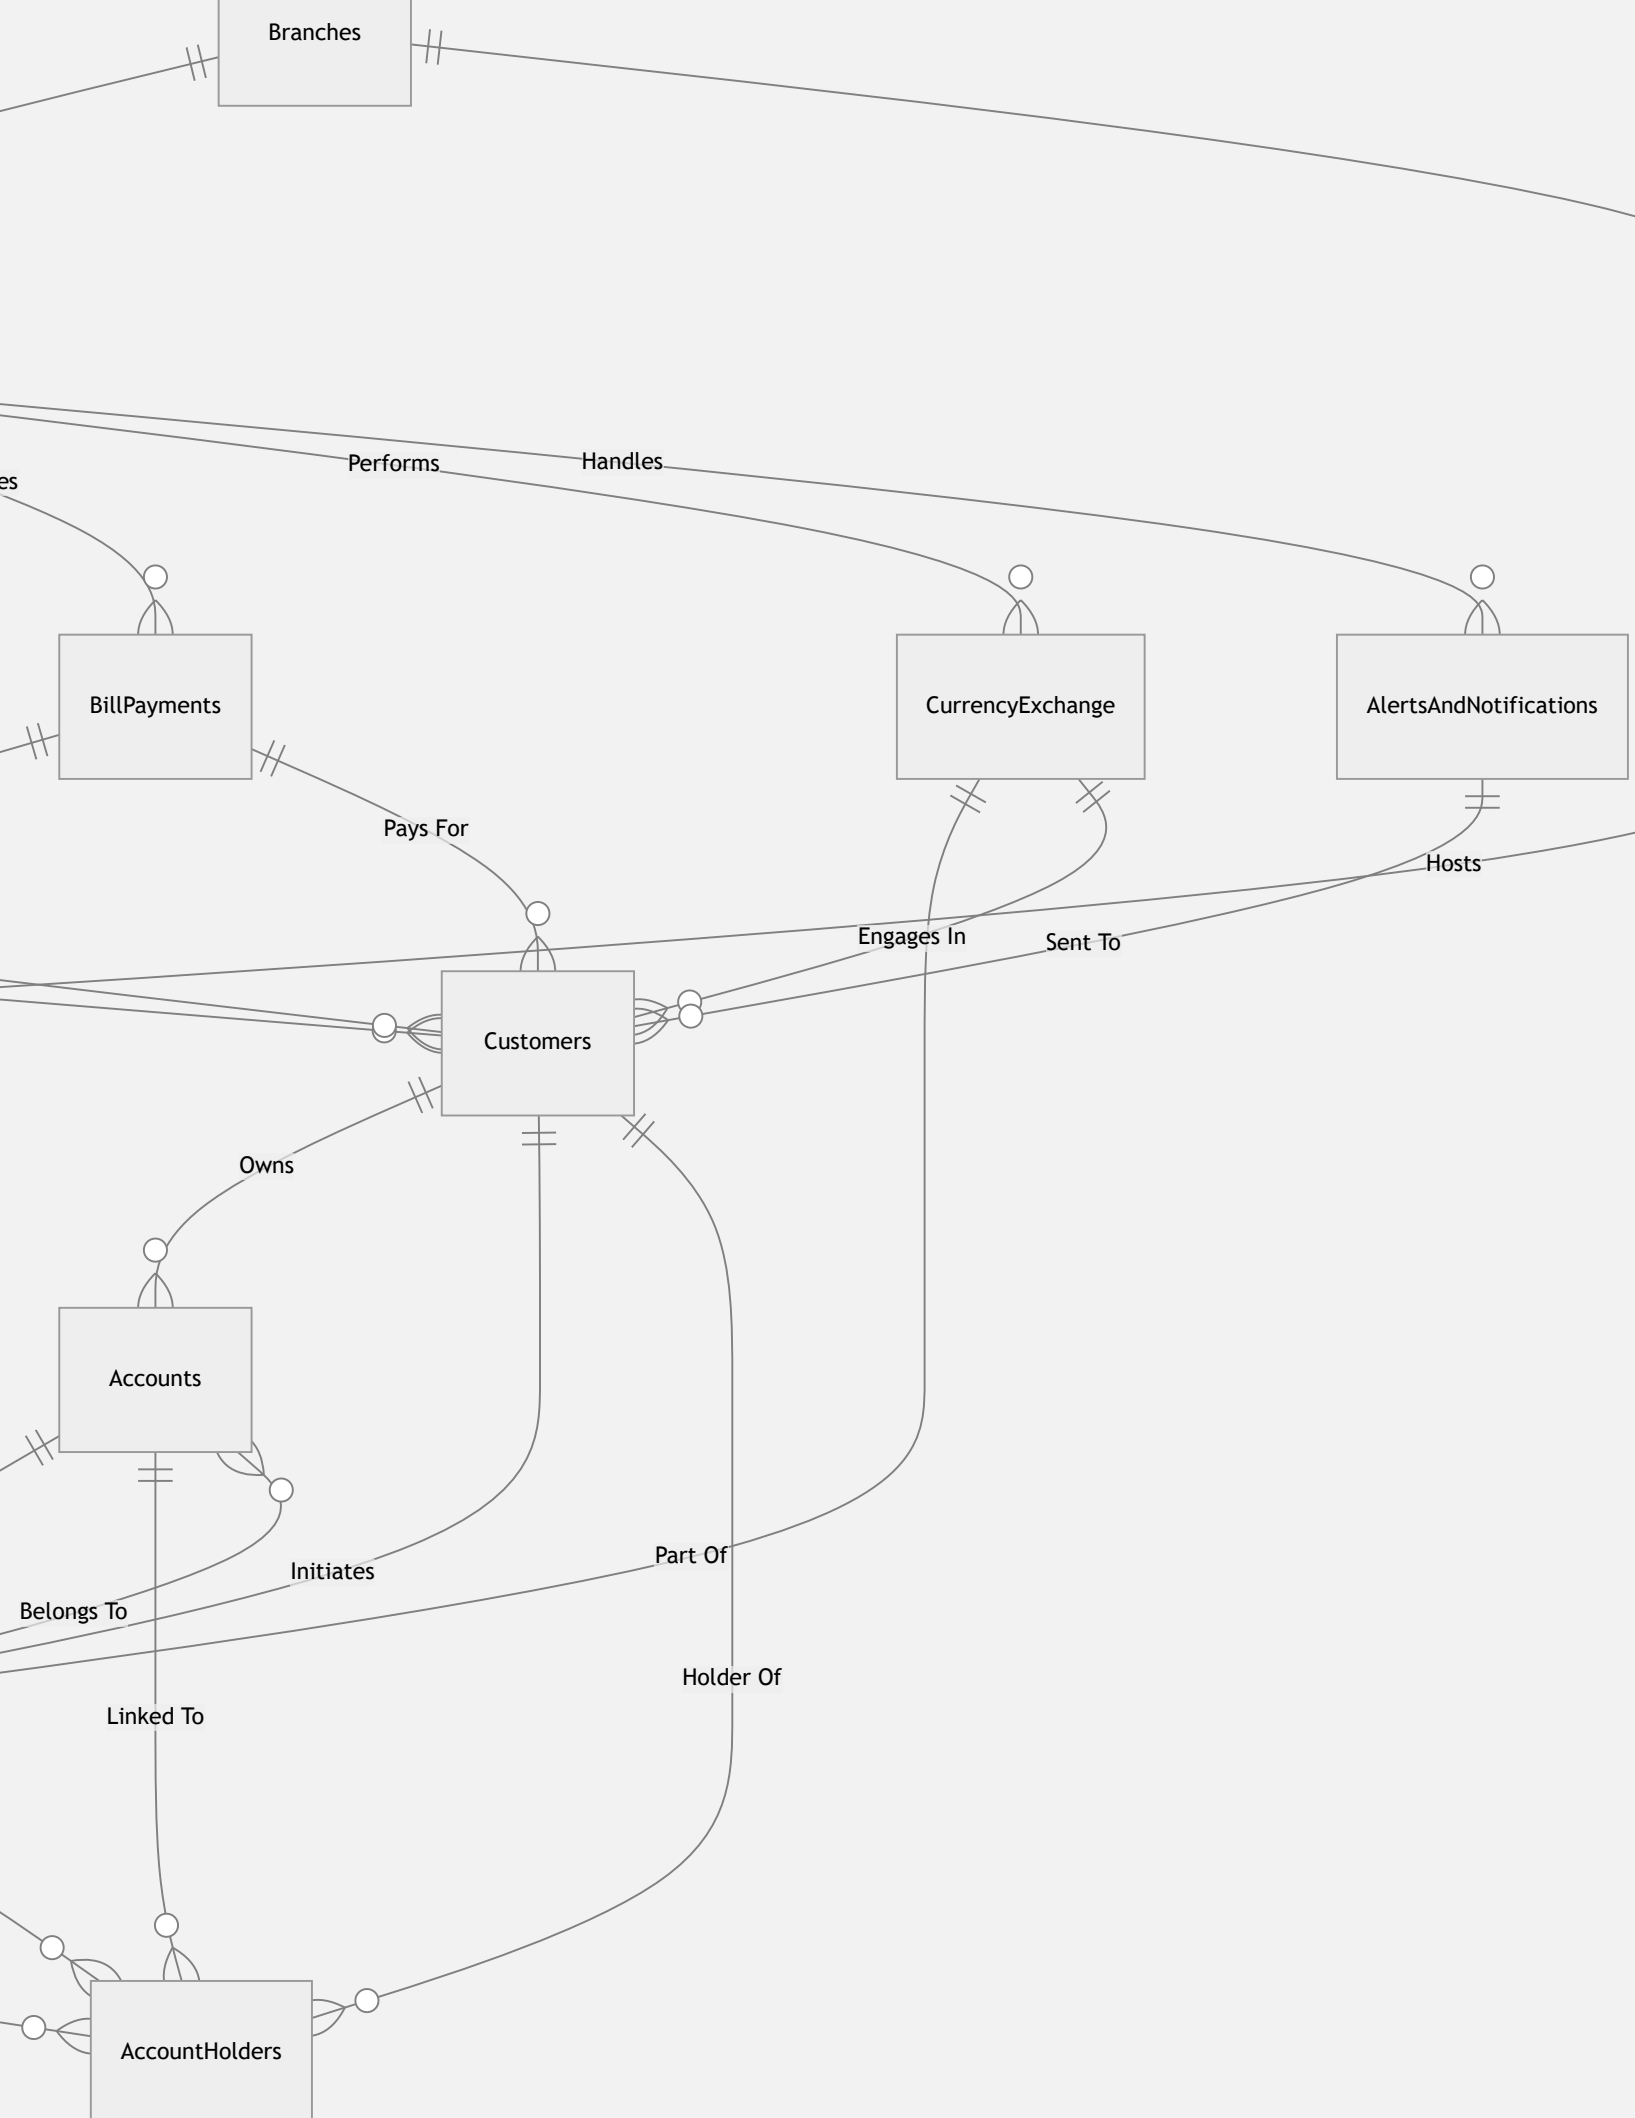 Branches
Performs
Handles
es
BillPayments
CurrencyExchange
AlertsAndNotifications
Pays For
Hosts
Engages In
Sent To
Customers
Owns
Accounts
Part Of
Initiates
Belongs To
Holder Of
Linked To
AccountHolders